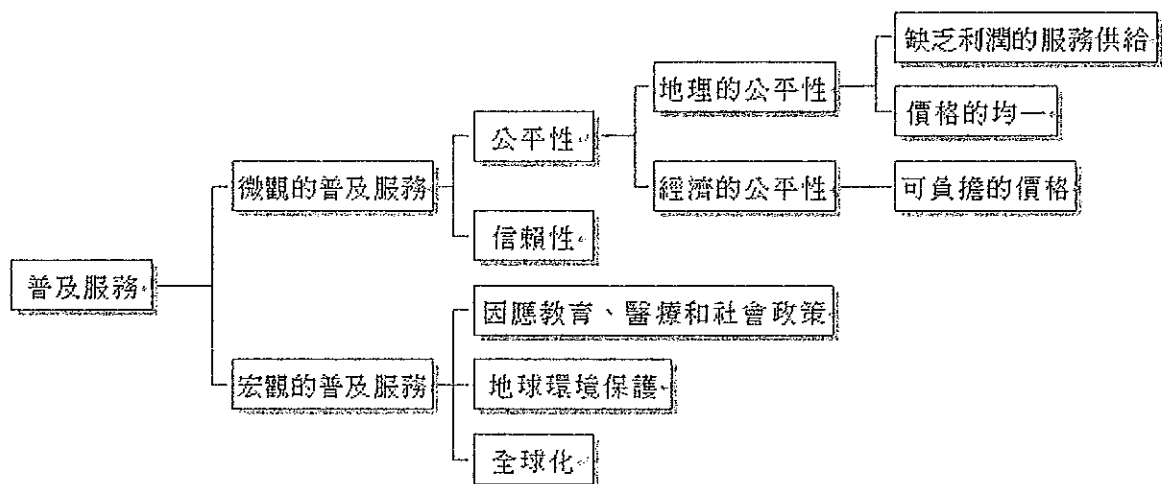 缺乏利潤的服務供給
地理的公平性
公平性
價格的均一
微觀的普及服務
經濟的公平性
可負擔的價格
信賴性
普及服務
因應教育、醫療和社會政策
宏觀的普及服務
地球環境保護
全球化